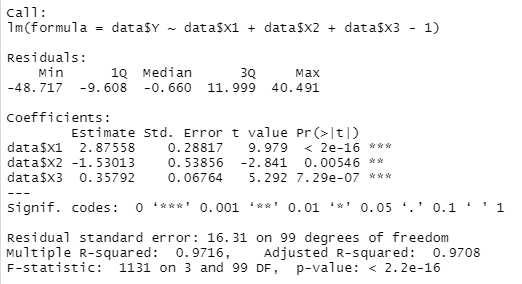 Call:
lm(formula = data$Y ~ data$X1 + data$X2 + data$X3 - 1)
Residuals:
Min 1Q Median 3Q Max
-48.717 -9.608 -0.660 11.999 40.491
Coefficients:
Estimate Std. Error t value Pr(>|t|)
data$X1 2.87558 0.28817 9.979 < 2e-16 ***
data$X2 -1.53013 0.53856 -2.841 0.00546 **
data$X3 0.35792 0.06764 5.292 7.29e-07 ***
---
Signif. codes: 0 ‘***’ 0.001 ‘**’ 0.01 ‘*’ 0.05 ‘.’ 0.1 ‘ ’ 1
Residual standard error: 16.31 on 99 degrees of freedom
Multiple R-squared: 0.9716, Adjusted R-squared: 0.9708
F-statistic: 1131 on 3 and 99 DF, p-value: < 2.2e-16